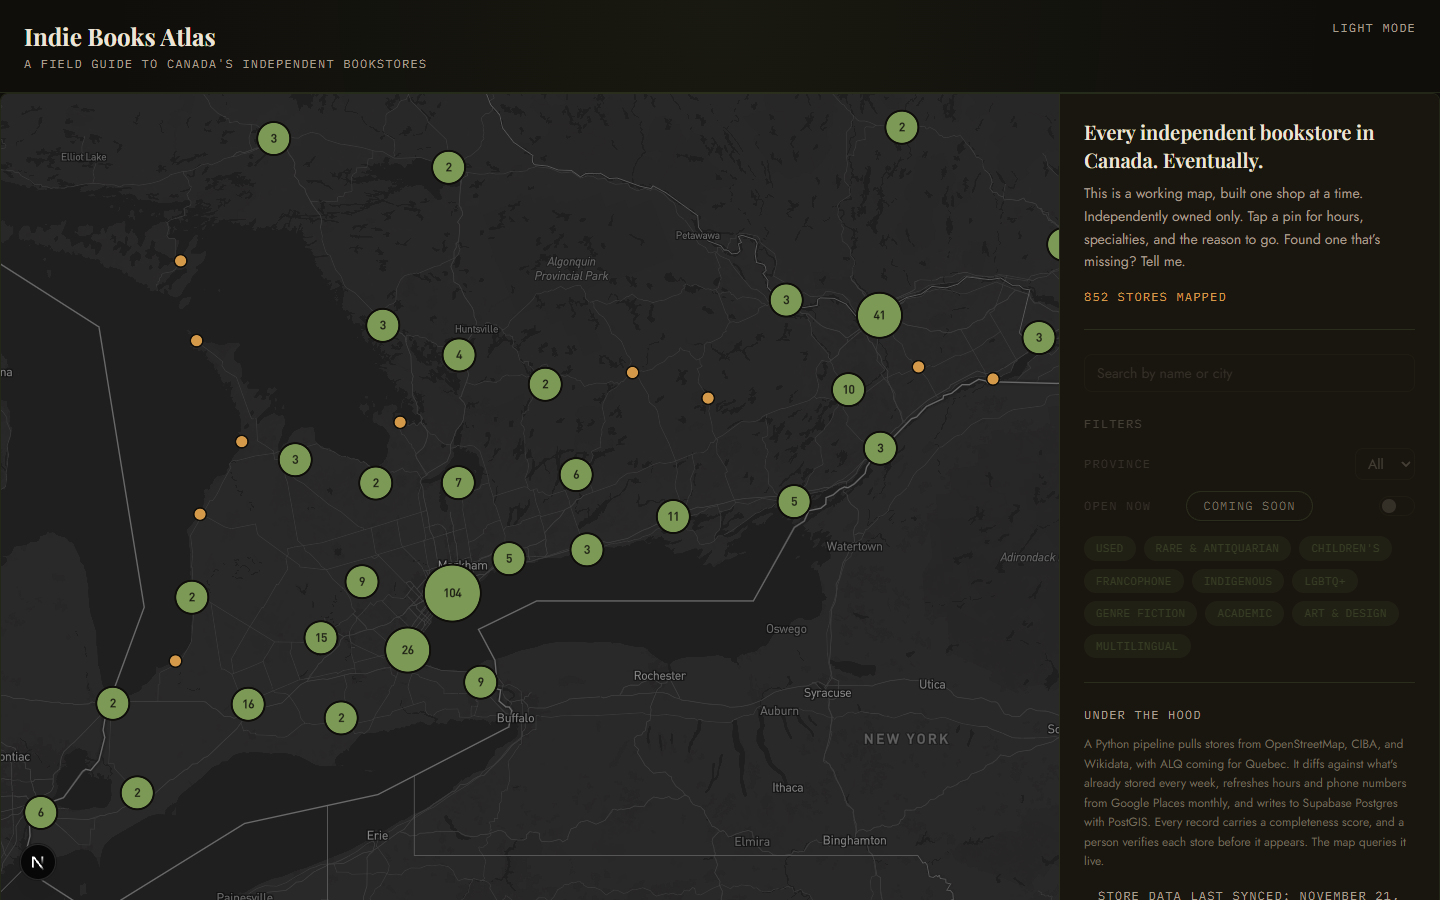 Indie Books Atlas
A FIELD GUIDE TO CANADA'S INDEPENDENT BOOKSTORES
LIGHT MODE
3
2
2
Elliot Lake
Petawawa
Algonquin
Provincial Park
3
3
41
Huntsville
4
3
na
2
10
3
3
2
7
6
11
5
Watertown
Adirondack
5
3
9
104
2
15
26
Oswego
9
Rochester
Syracuse
Utica
2
16
2
Buffalo
Auburn
NEW YORK
ontiac
2
Ithaca
6
Erie
Elmira
Binghamton
N
Painesville
Every independent bookstore in
Canada. Eventually.
This is a working map, built one shop at a time.
Independently owned only. Tap a pin for hours,
specialties, and the reason to go. Found one that's
missing? Tell me.
852 STORES MAPPED
Search by name or city
FILTERS
PROVINCE All
OPEN NOW COMING SOON
USED RARE & ANTIQUARIAN CHILDREN'S
FRANCOPHONE INDIGENOUS LGBTQ+
GENRE FICTION ACADEMIC ART & DESIGN
MULTILINGUAL
UNDER THE HOOD
A Python pipeline pulls stores from OpenStreetMap, CIBA, and
Wikidata, with ALQ coming for Quebec. It diffs against what's
already stored every week, refreshes hours and phone numbers
from Google Places monthly, and writes to Supabase Postgres
with PostGIS. Every record carries a completeness score, and a
person verifies each store before it appears. The map queries it
live.
STORE DATA LAST SYNCED: NOVEMBER 21,